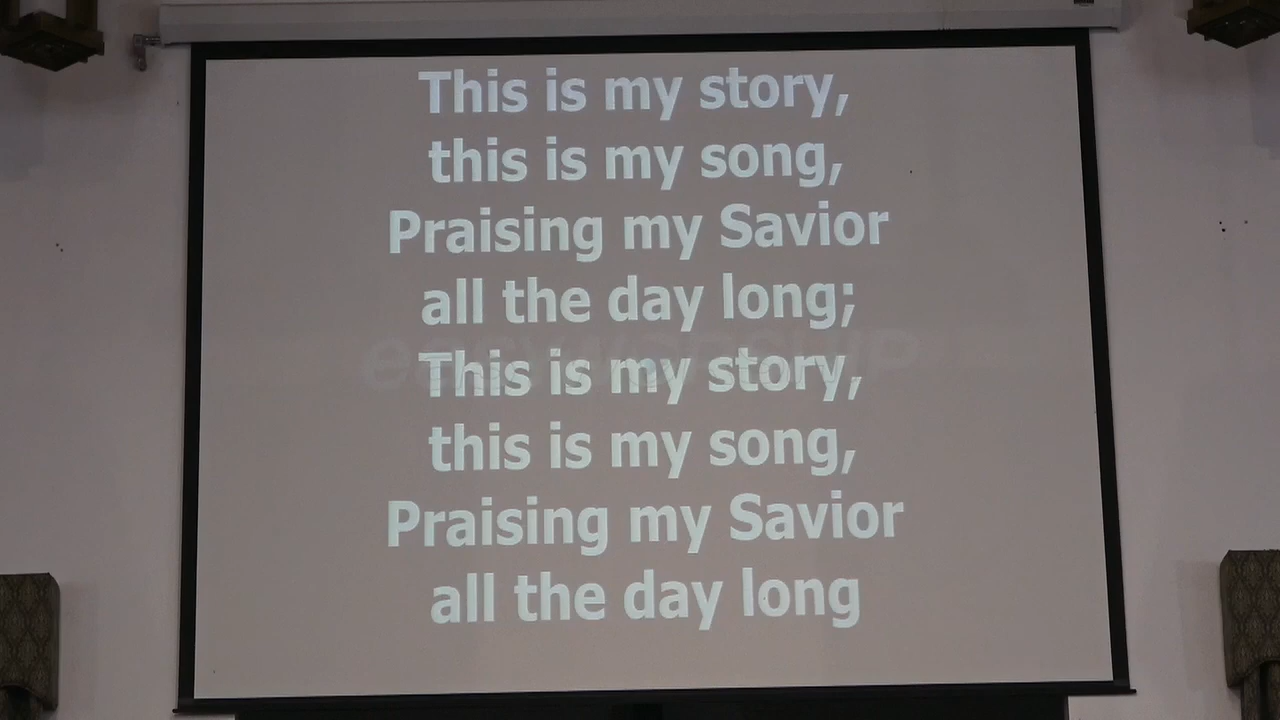 This is my story,
this is my song,
Praising my Savior
all the day long;
easyworship
This is my story,
this is my song,
Praising my Savior
all the day long